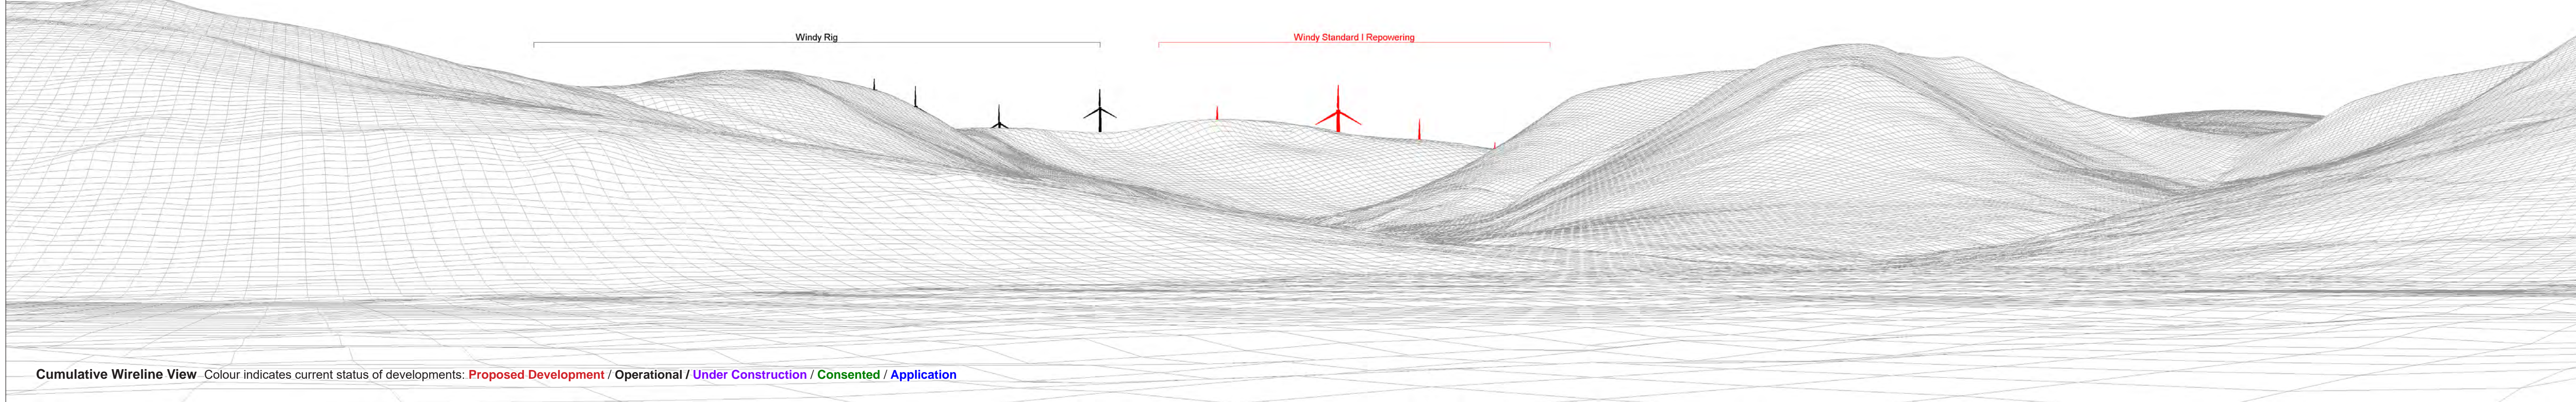 Windy Rig
Windy Standard I Repowering
Cumulative Wireline View Colour indicates current status of developments: Proposed Development / Operational / Under Construction / Consented / Application